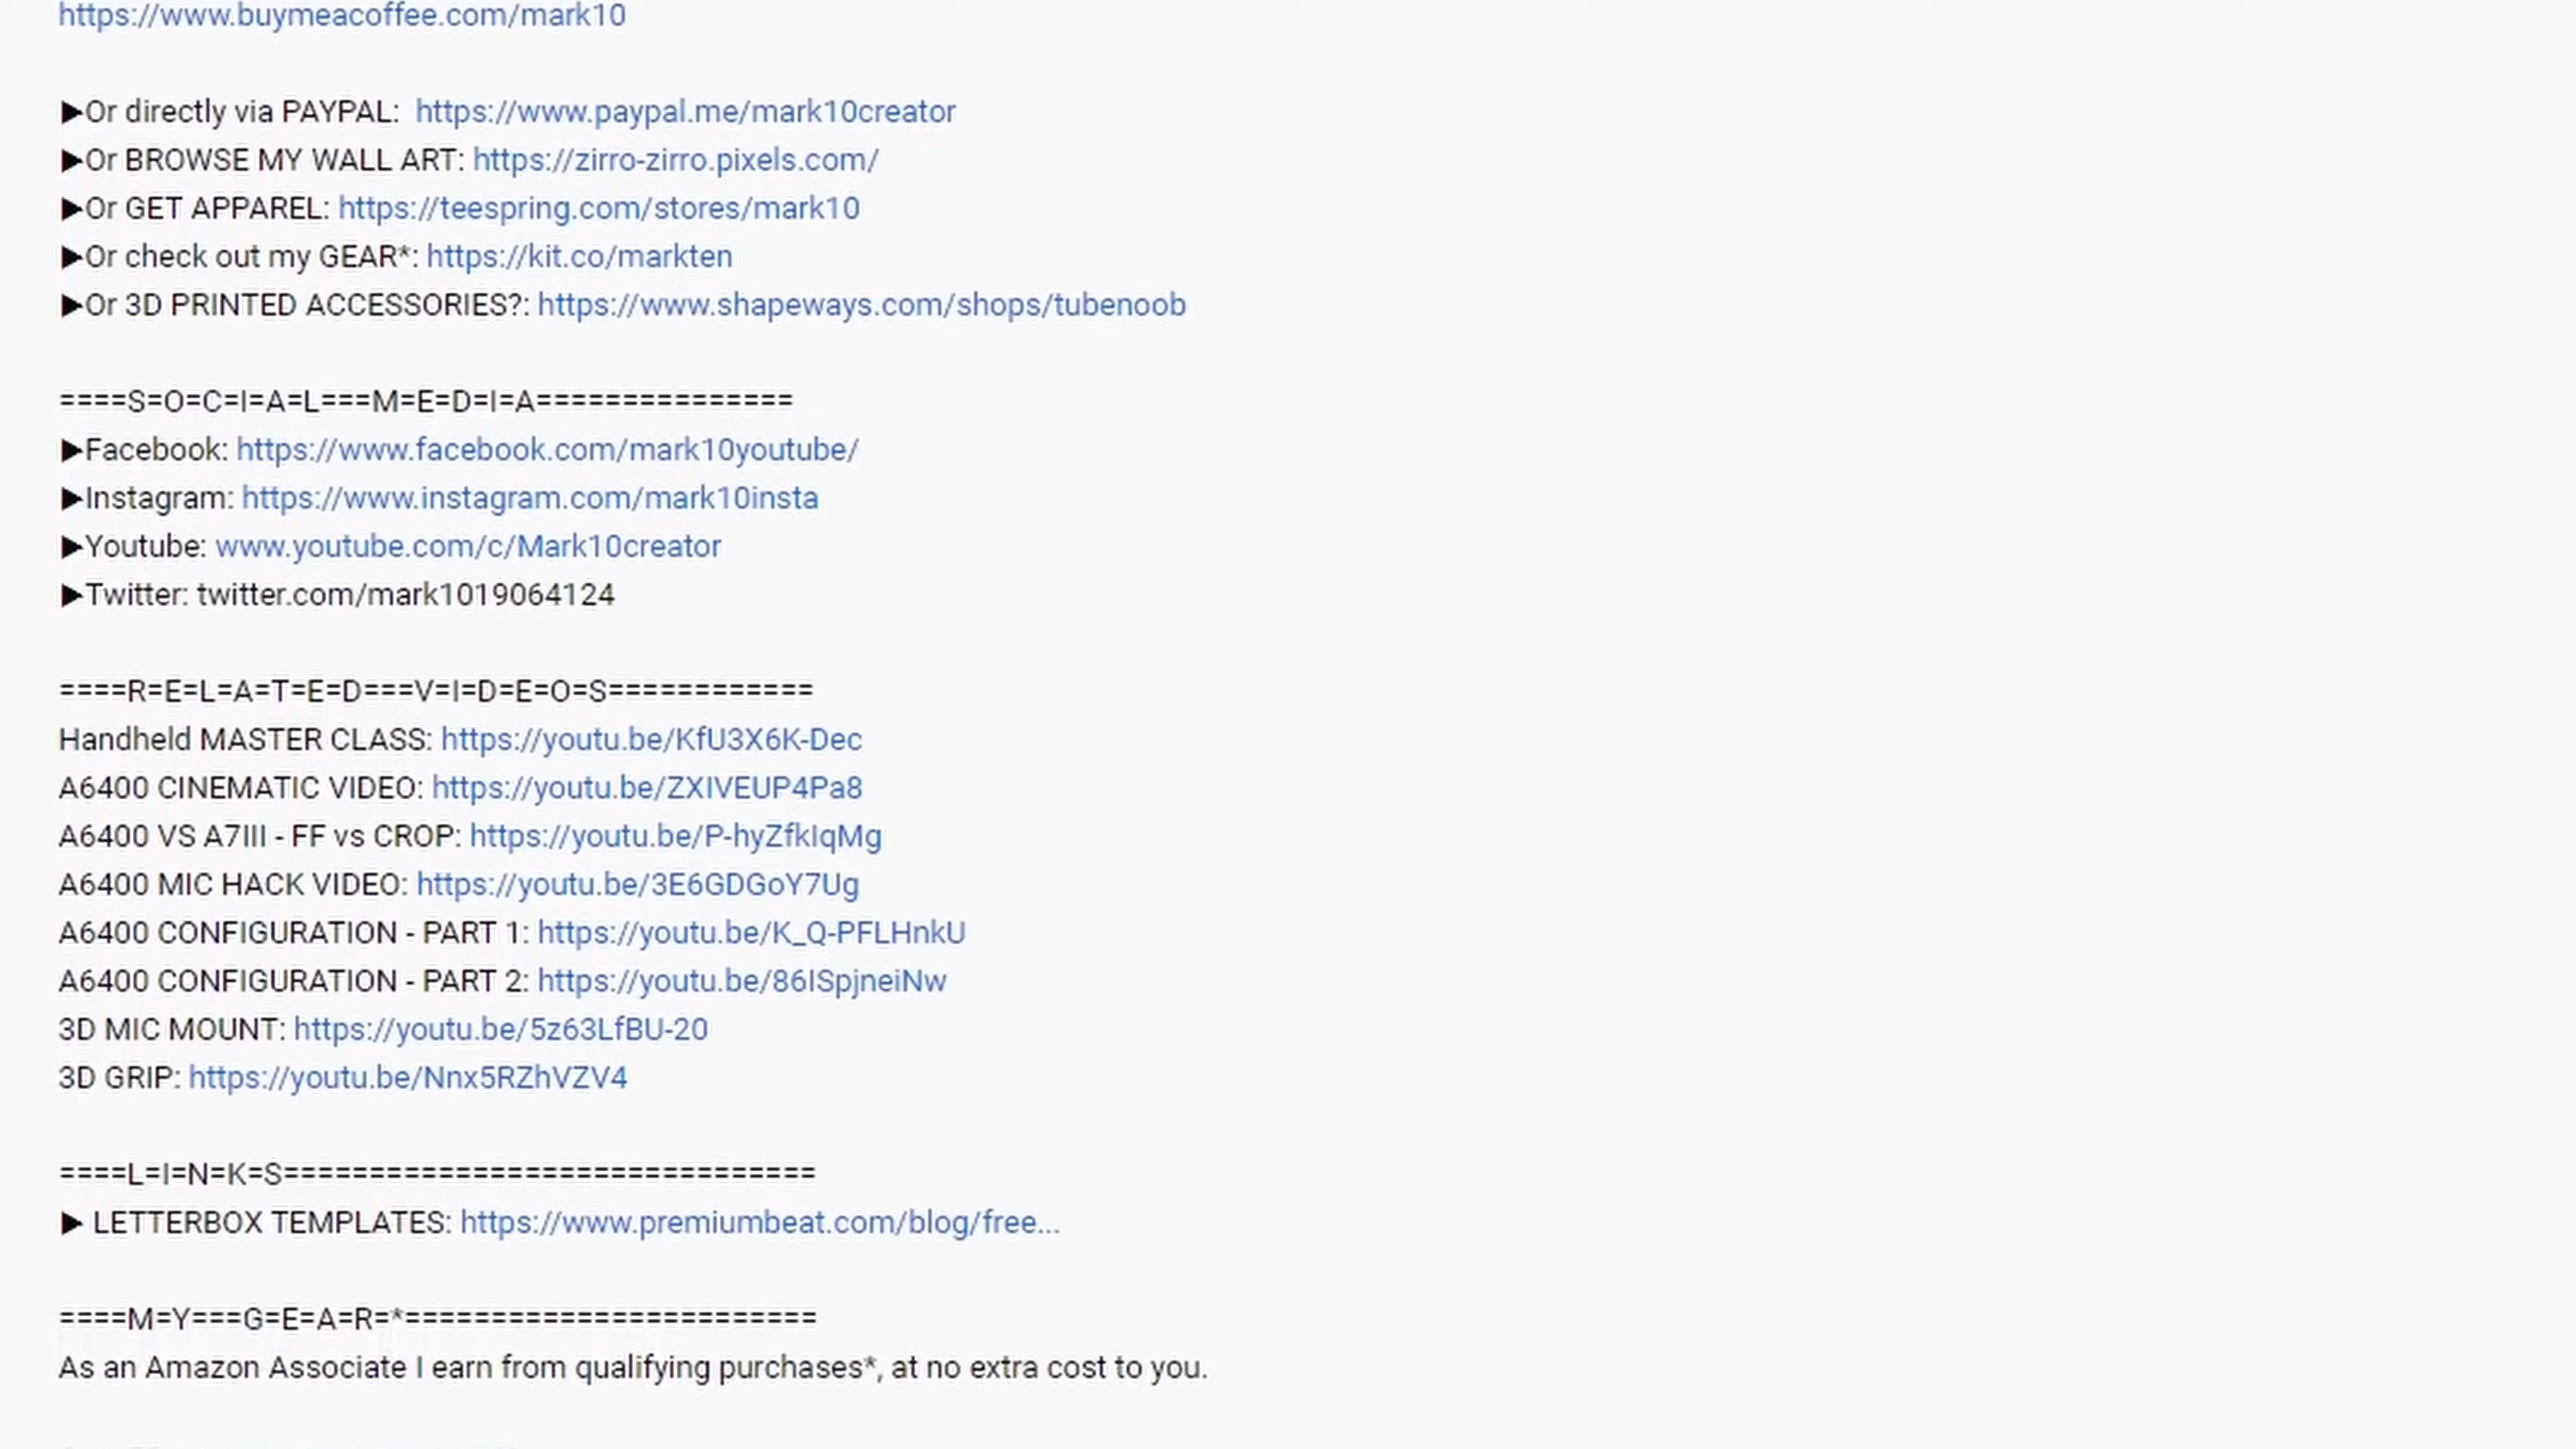 https://www.buymeacoffee.com/mark10
▶Or directly via PAYPAL: https://www.paypal.me/mark10creator
▶Or BROWSE MY WALL ART: https://zirro-zirro.pixels.com/
▶Or GET APPAREL: https://teespring.com/stores/mark10
▶Or check out my GEAR*: https://kit.co/markten
▶Or 3D PRINTED ACCESSORIES?: https://www.shapeways.com/shops/tubenoob
====S=O=C=I=A=L===M=E=D=I=A===============
▶Facebook: https://www.facebook.com/mark10youtube/
▶Instagram: https://www.instagram.com/mark10insta
▶Youtube: www.youtube.com/c/Mark10creator
▶Twitter: twitter.com/mark1019064124
====R=E=L=A=T=E=D===V=I=D=E=O=S============
Handheld MASTER CLASS: https://youtu.be/KfU3X6K-Dec
A6400 CINEMATIC VIDEO: https://youtu.be/ZXIVEUP4Pa8
A6400 VS A7III - FF vs CROP: https://youtu.be/P-hyZfkIqMg
A6400 MIC HACK VIDEO: https://youtu.be/3E6GDGoY7Ug
A6400 CONFIGURATION - PART 1: https://youtu.be/K_Q-PFLHnkU
A6400 CONFIGURATION - PART 2: https://youtu.be/86ISpjneiNw
3D MIC MOUNT: https://youtu.be/5z63LfBU-20
3D GRIP: https://youtu.be/Nnx5RZhVZV4
====L=I=N=K=S===============================
▶ LETTERBOX TEMPLATES: https://www.premiumbeat.com/blog/free...
====M=Y===G=E=A=R=*========================
As an Amazon Associate I earn from qualifying purchases*, at no extra cost to you.